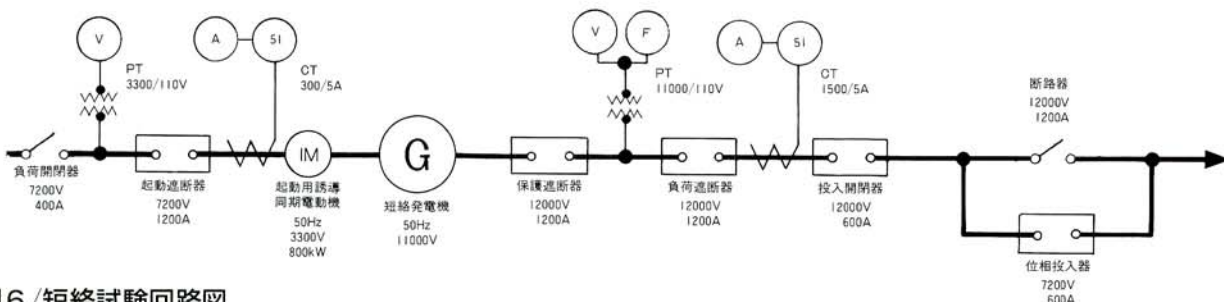 V
A
51
PT
3300/110V
CT
300/5A
負荷開閉器
7200V
400A
起動遮断器
7200V
1200A
IM
起動用誘導
同期電動機
50Hz
3300V
800kW
G
短絡発電機
50Hz
11000V
保護遮断器
12000V
1200A
V
F
PT
11000/110V
負荷遮断器
12000V
1200A
A
51
CT
1500/5A
投入開閉器
12000V
600A
断路器
12000V
1200A
位相投入器
7200V
600A
16/短絡試験回路図